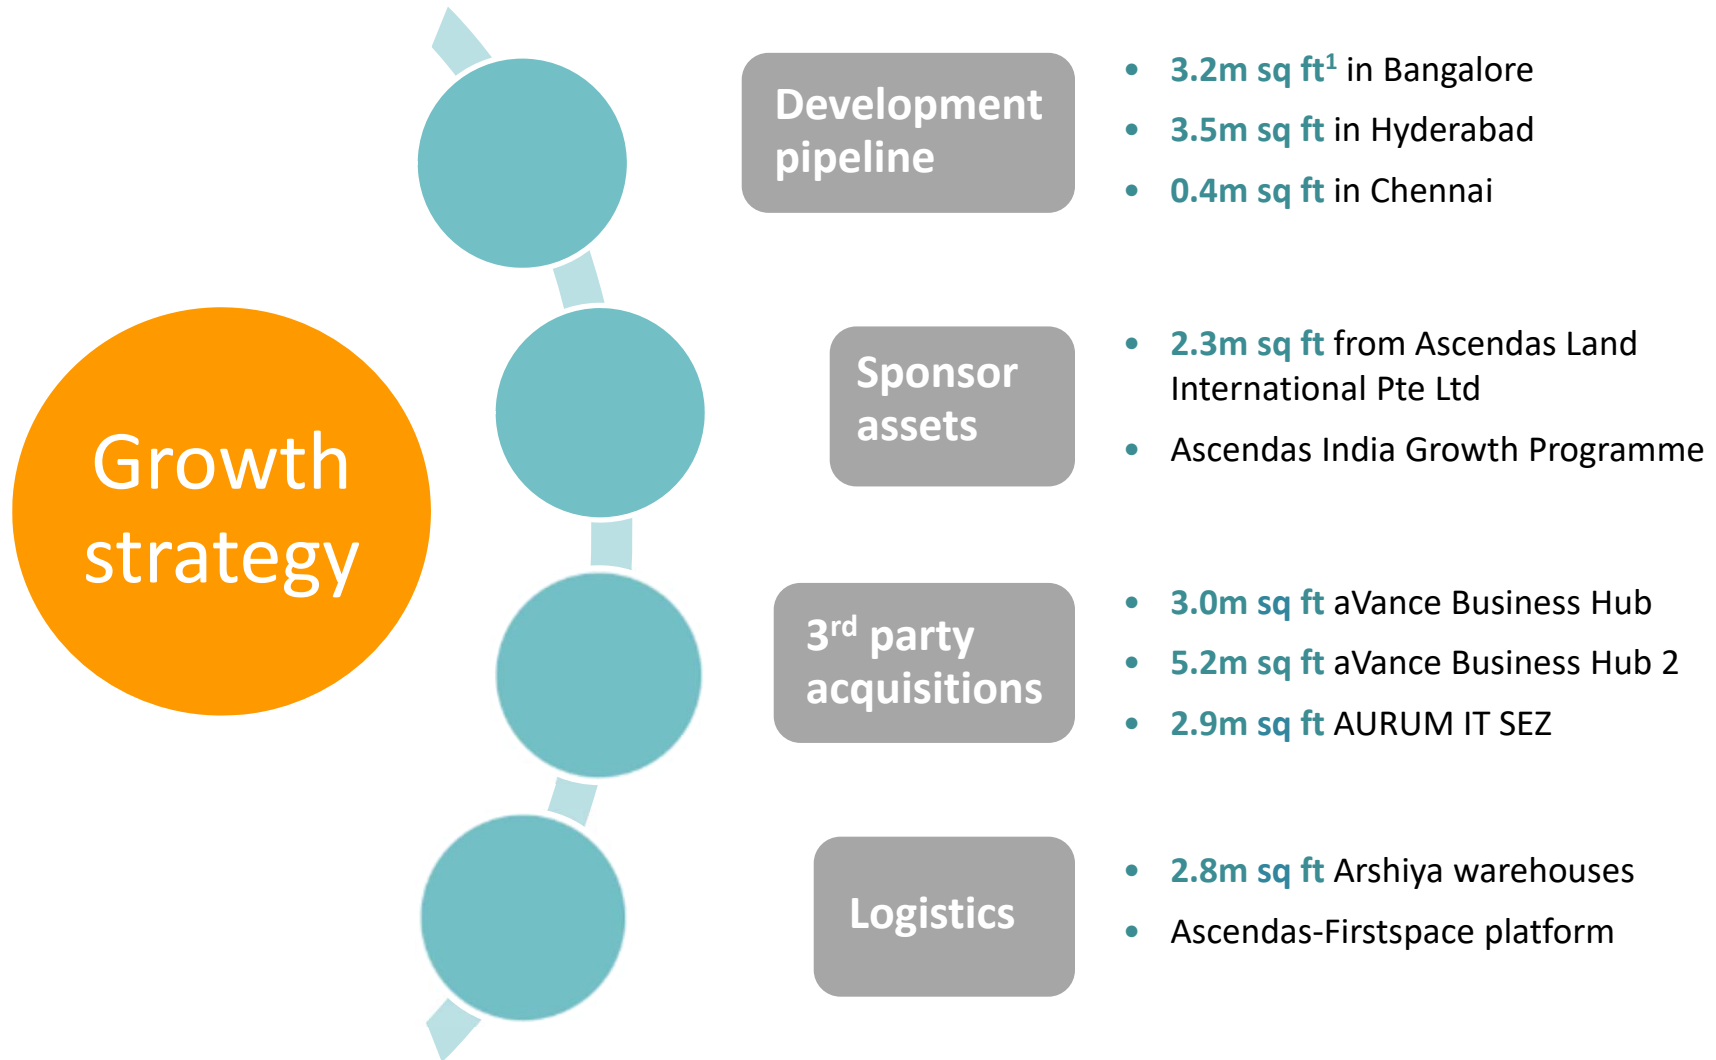 Growth
strategy
Development
pipeline
• 3.2m sq ft¹ in Bangalore
• 3.5m sq ft in Hyderabad
• 0.4m sq ft in Chennai
Sponsor
assets
• 2.3m sq ft from Ascendas Land
International Pte Ltd
• Ascendas India Growth Programme
3rd party
acquisitions
• 3.0m sq ft aVance Business Hub
• 5.2m sq ft aVance Business Hub 2
• 2.9m sq ft AURUM IT SEZ
Logistics
• 2.8m sq ft Arshiya warehouses
• Ascendas-Firstspace platform